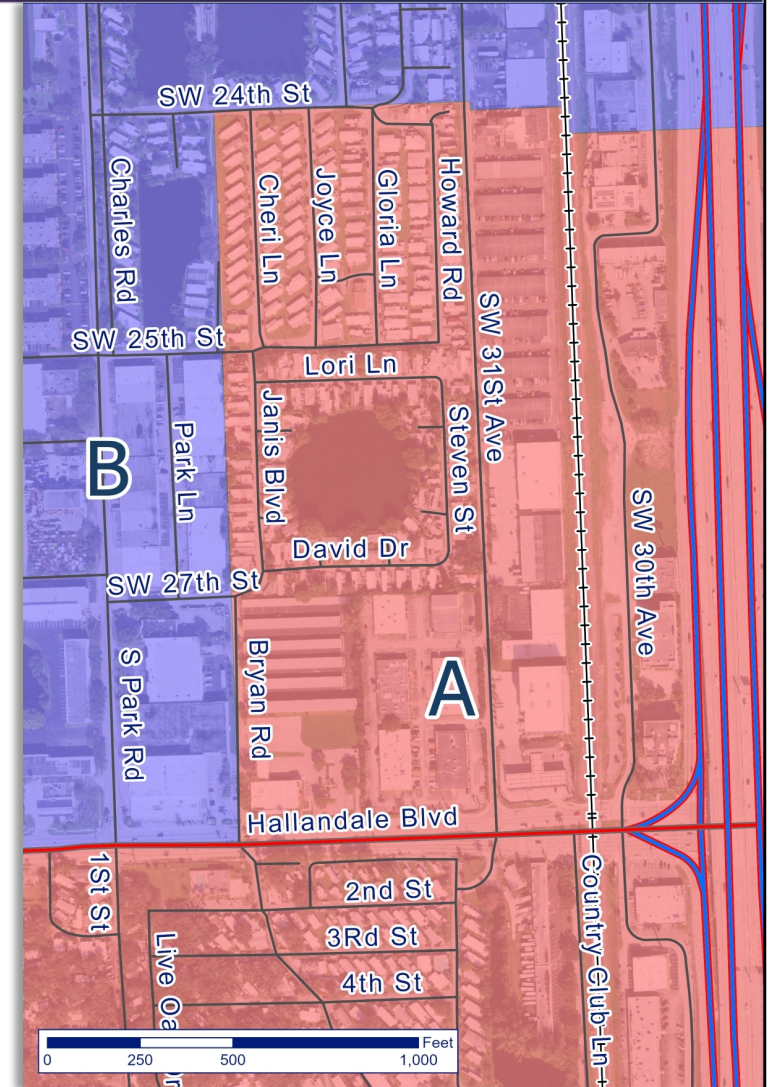 SW 24th St
Charles Rd
Cheri Ln
Joyce Ln
Gloria Ln
Howard Rd
SW 31St Ave
SW 25th St
Lori Ln
Janis Blvd
Steven St
Park Ln
B
David Dr
SW 30th Ave
SW 27th St
S Park Rd
Bryan Rd
A
Hallandale Blvd
1St St
2nd St
3Rd St
4th St
Live Oa
Country Club Ln
Feet
0 250 500 1,000